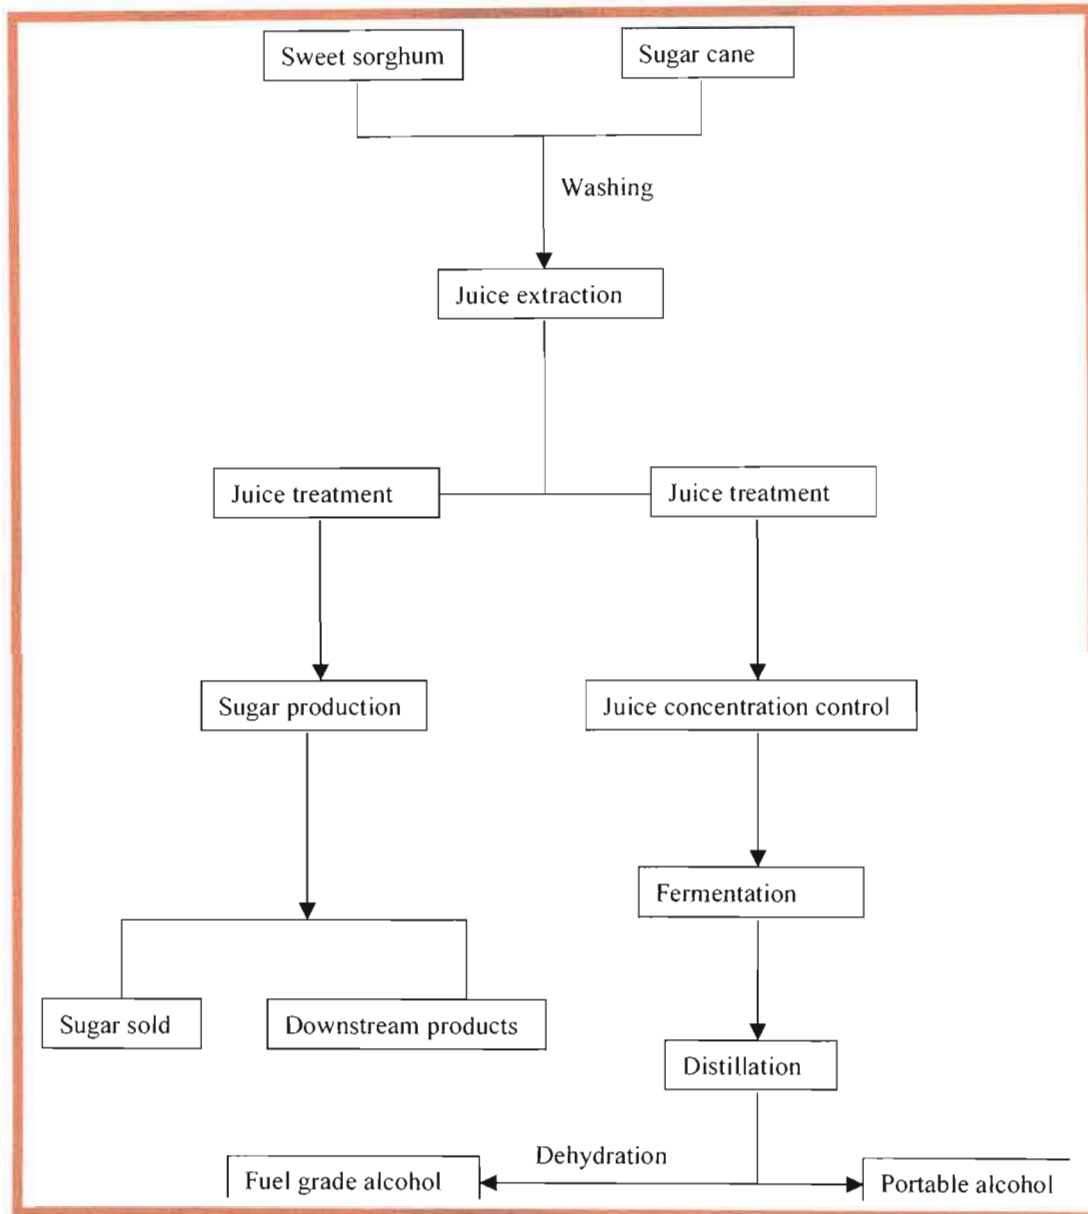 Sweet sorghum
Sugar cane
Washing
Juice extraction
Juice treatment
Juice treatment
Sugar production
Juice concentration control
Fermentation
Sugar sold
Downstream products
Distillation
Dehydration
Fuel grade alcohol
Portable alcohol